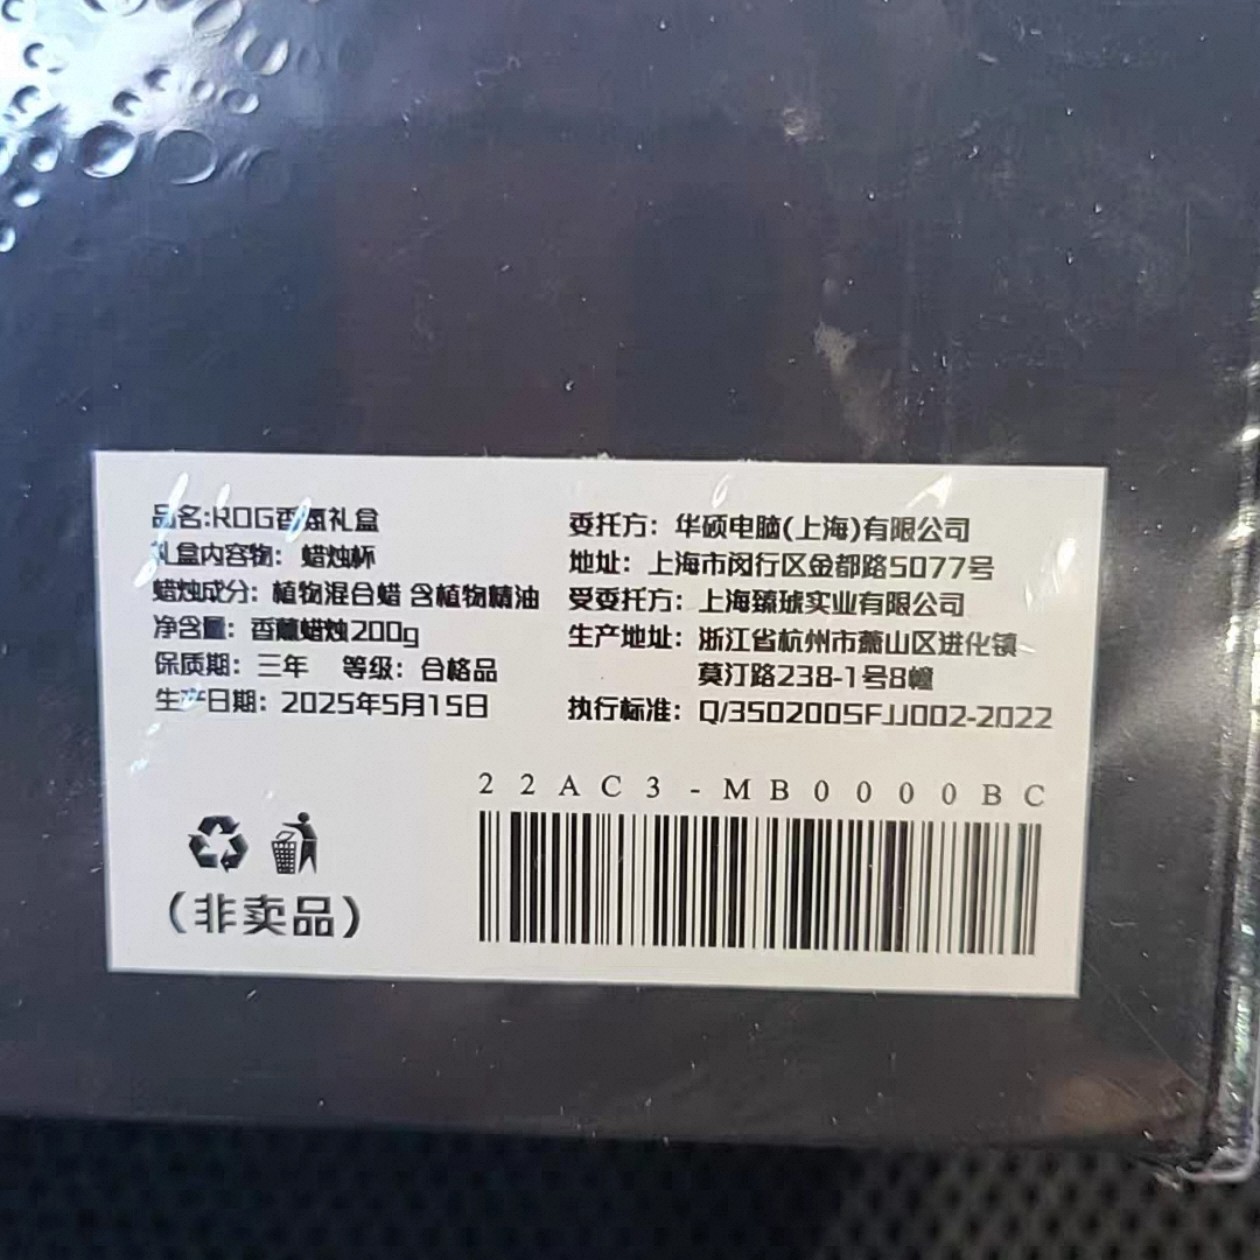 品名:ROG香氛礼盒
礼盒内容物：蜡烛杯
蜡烛成分：植物混合蜡 含植物精油
净含量：香薰蜡烛200g
保质期：三年 等级：合格品
生产日期：2025年5月15日
委托方：华硕电脑(上海)有限公司
地址：上海市闵行区金都路5077号
受委托方：上海臻琥实业有限公司
生产地址：浙江省杭州市萧山区进化镇
莫汀路238-1号8幢
执行标准：Q/350200SFJJ002-2022
22AC3-MB0000BC
（非卖品）